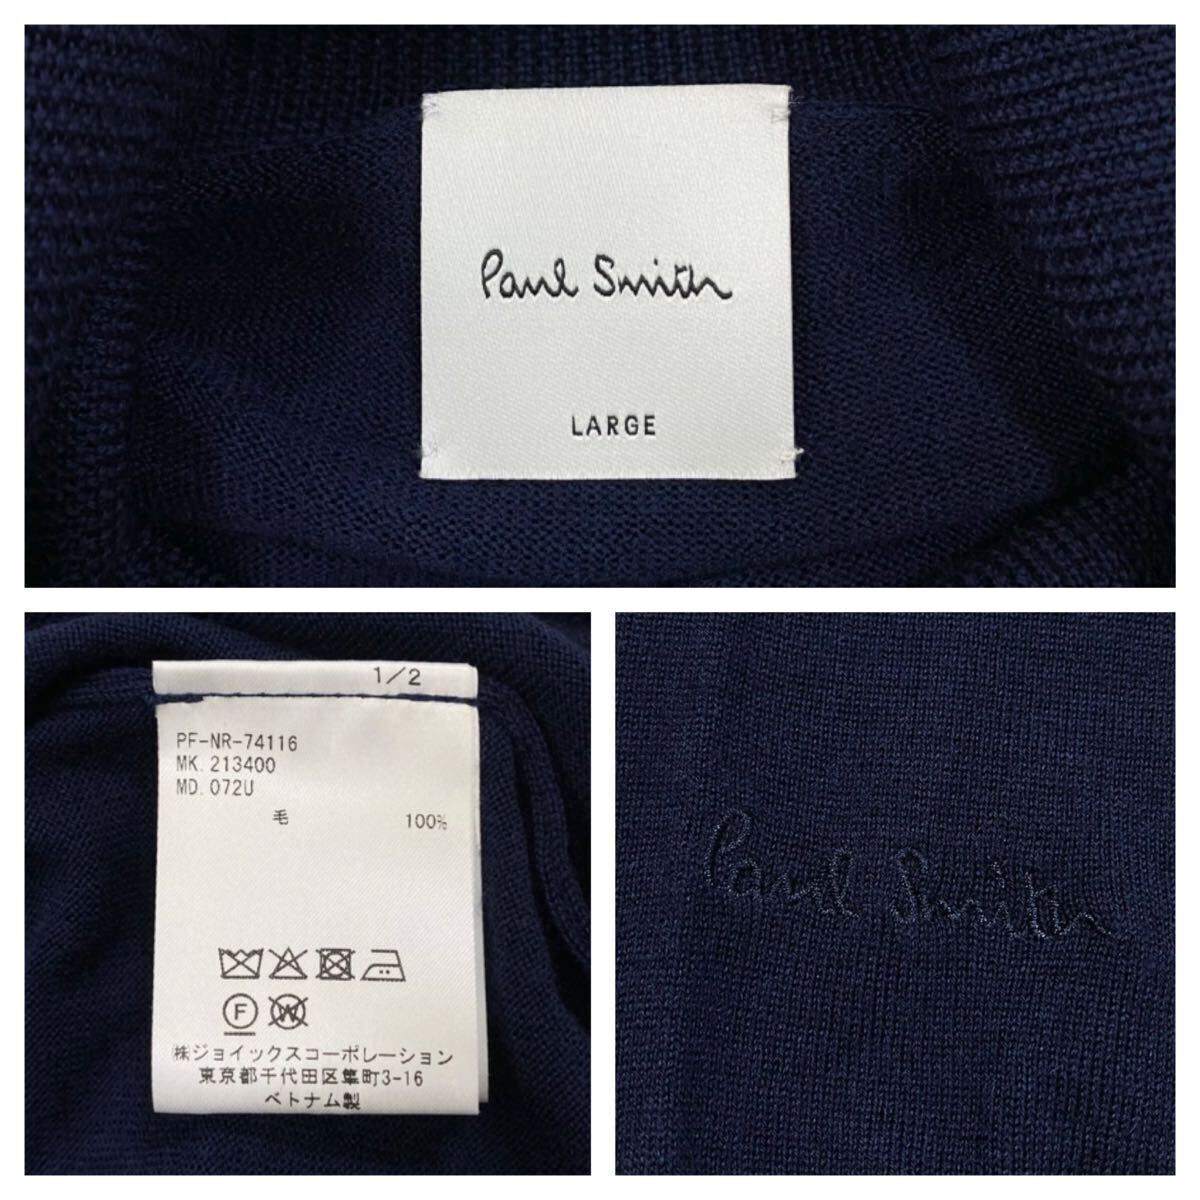 Paul Smith
LARGE
1/2
PF-NR-74116
MK. 213400
MD. 072U
毛 100%
F
W
㈱ジョイックスコーポレーション
東京都千代田区隼町3-16
ベトナム製
Paul Smith